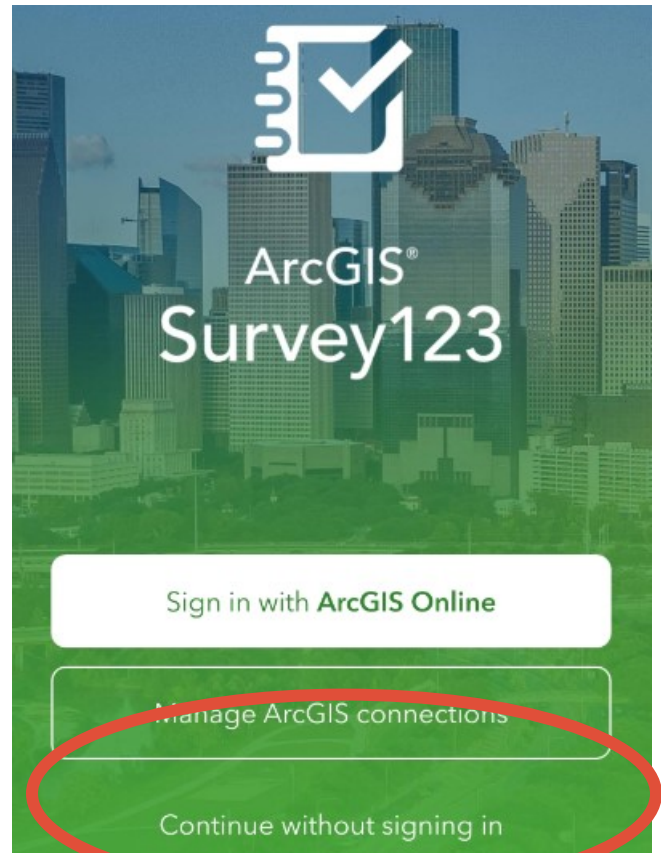 ArcGIS®
Survey123
Sign in with ArcGIS Online
Manage ArcGIS connections
Continue without signing in